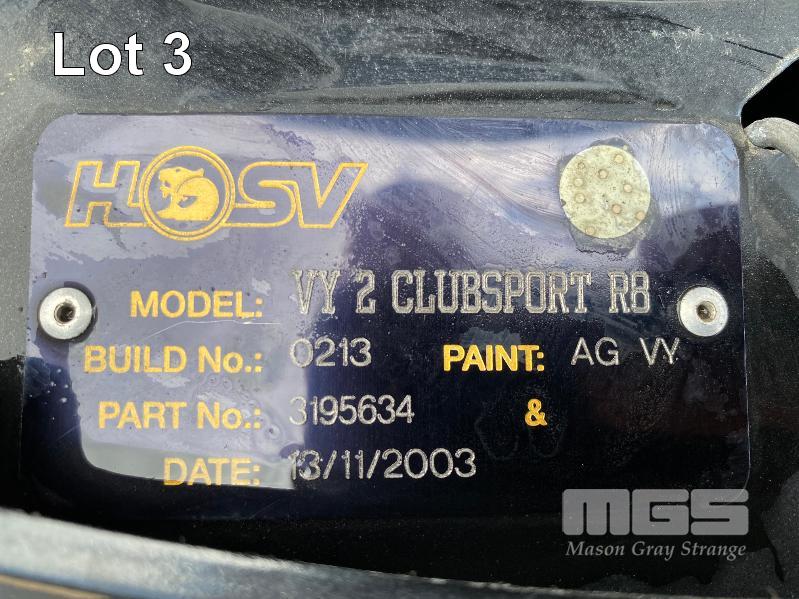 Lot 3
HSV
MODEL: VY 2 CLUBSPORT R8
BUILD No.: 0213 PAINT: AG VY
PART No.: 3195634 &
DATE: 13/11/2003
MGS
Mason Gray Strange